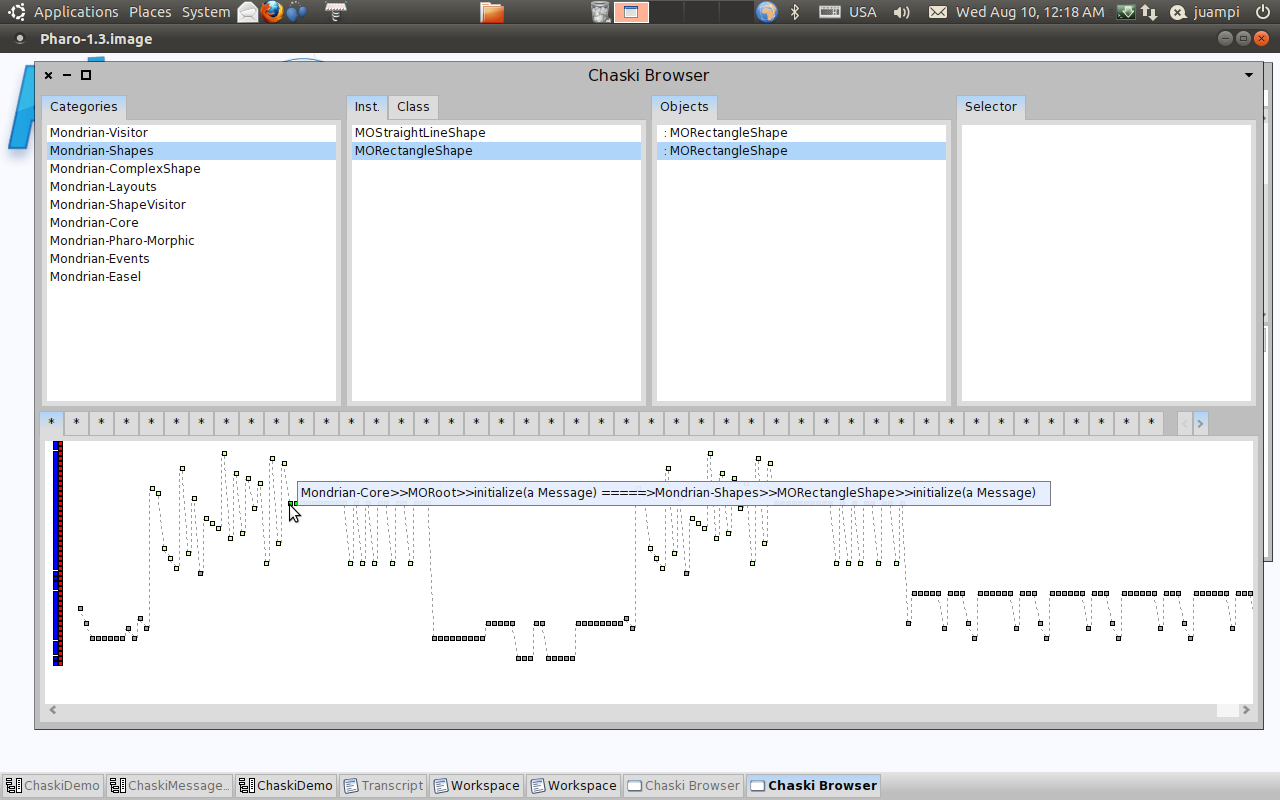 Applications Places System USA Wed Aug 10, 12:18 AM juampi
Pharo-1.3.image
Chaski Browser
Categories Inst. Class Objects Selector
Mondrian-Visitor MOStraightLineShape : MORectangleShape
Mondrian-Shapes MORectangleShape : MORectangleShape
Mondrian-ComplexShape
Mondrian-Layouts
Mondrian-ShapeVisitor
Mondrian-Core
Mondrian-Pharo-Morphic
Mondrian-Events
Mondrian-Easel
* * * * * * * * * * * * * * * * * * * * * * * * * * * * * * * * * * * * * * * * * * * * *
Mondrian-Core>>MORoot>>initialize(a Message) =====>Mondrian-Shapes>>MORectangleShape>>initialize(a Message)
ChaskiDemo ChaskiMessage... ChaskiDemo Transcript Workspace Workspace Chaski Browser Chaski Browser